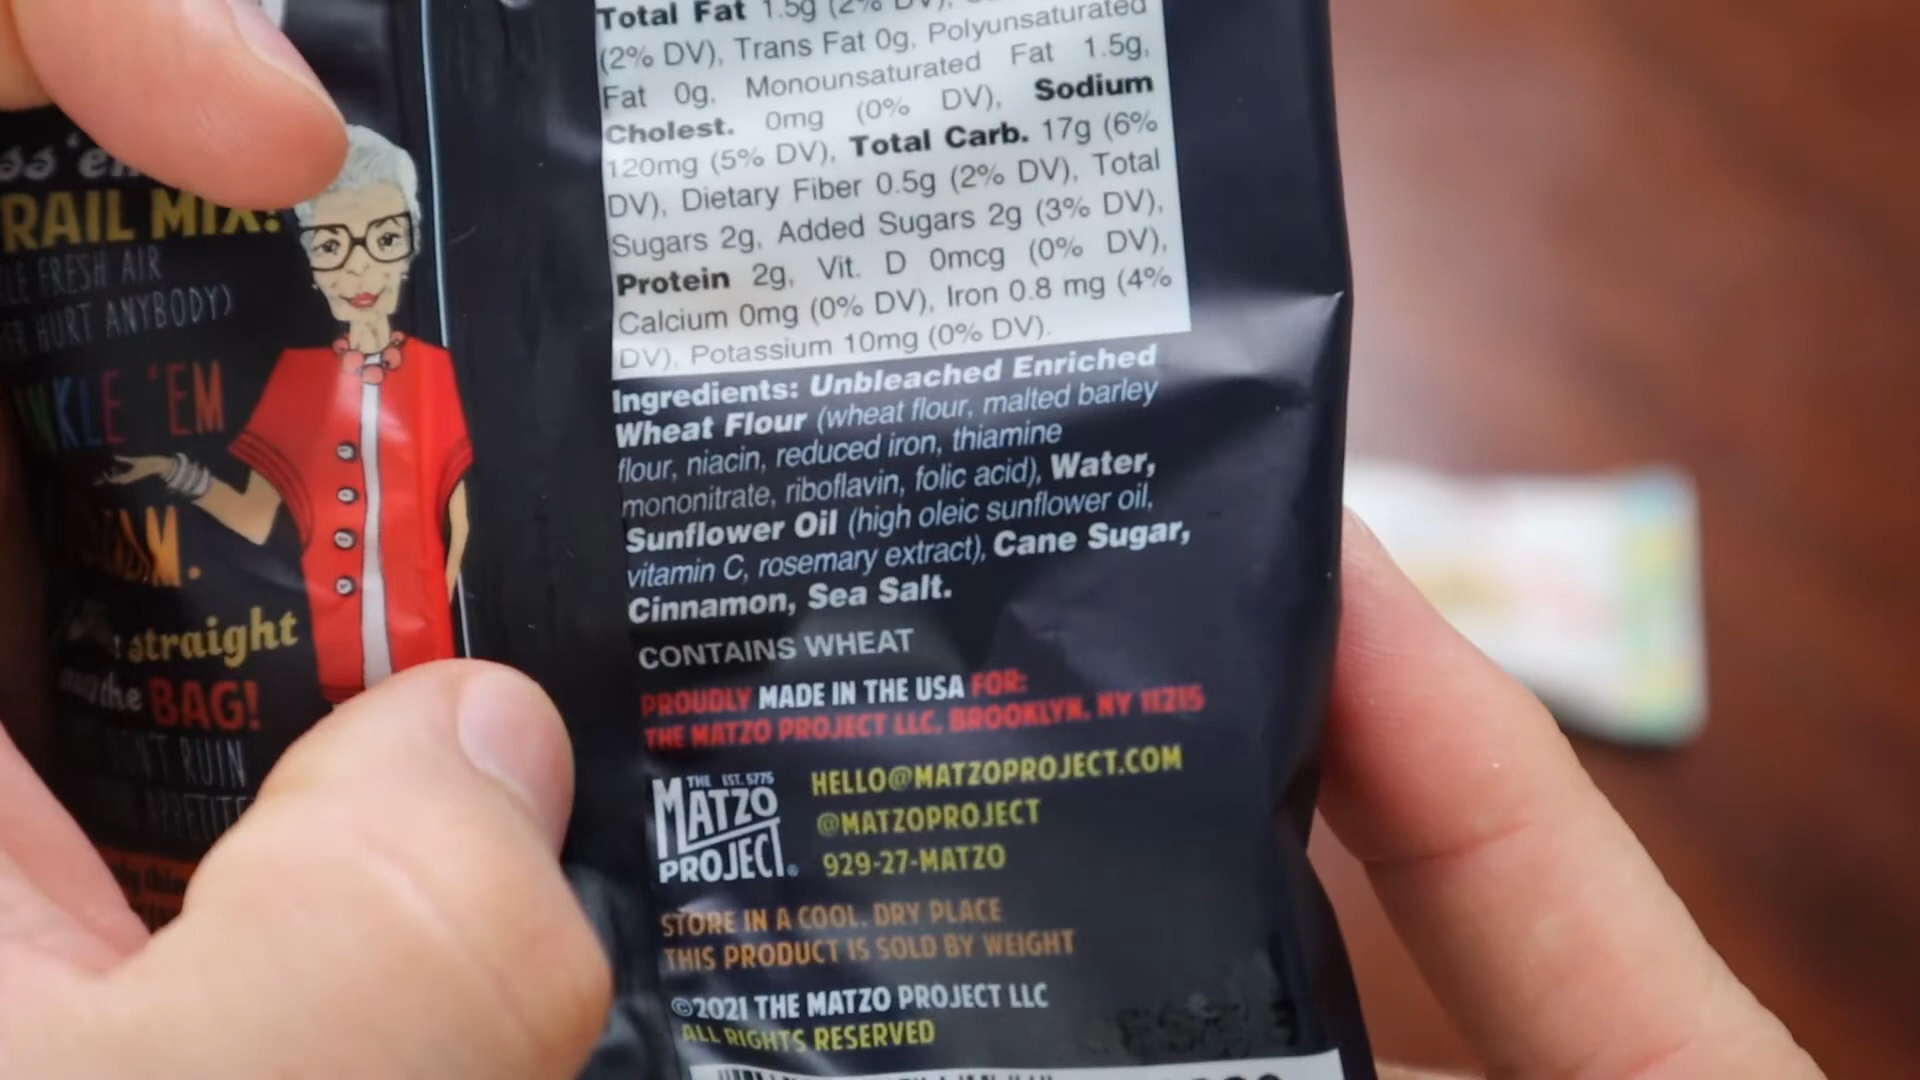 RAIL MIX!
FRESH AIR
HURT ANYBODY)
'EM
straight
the BAG!
RUIN
Total Fat 1.5g (2% DV),
(2% DV), Trans Fat 0g, Polyunsaturated
Fat 0g, Monounsaturated Fat 1.5g,
Cholest. 0mg (0% DV), Sodium
120mg (5% DV), Total Carb. 17g (6%
DV), Dietary Fiber 0.5g (2% DV), Total
Sugars 2g, Added Sugars 2g (3% DV),
Protein 2g, Vit. D 0mcg (0% DV),
Calcium 0mg (0% DV), Iron 0.8 mg (4%
DV), Potassium 10mg (0% DV).
Ingredients: Unbleached Enriched
Wheat Flour (wheat flour, malted barley
flour, niacin, reduced iron, thiamine
mononitrate, riboflavin, folic acid), Water,
Sunflower Oil (high oleic sunflower oil,
vitamin C, rosemary extract), Cane Sugar,
Cinnamon, Sea Salt.
CONTAINS WHEAT
PROUDLY MADE IN THE USA FOR:
THE MATZO PROJECT LLC, BROOKLYN, NY 11215
THE EST. 5775
MATZO
PROJECT®
HELLO@MATZOPROJECT.COM
@MATZOPROJECT
929-27-MATZO
STORE IN A COOL, DRY PLACE
THIS PRODUCT IS SOLD BY WEIGHT
©2021 THE MATZO PROJECT LLC
ALL RIGHTS RESERVED